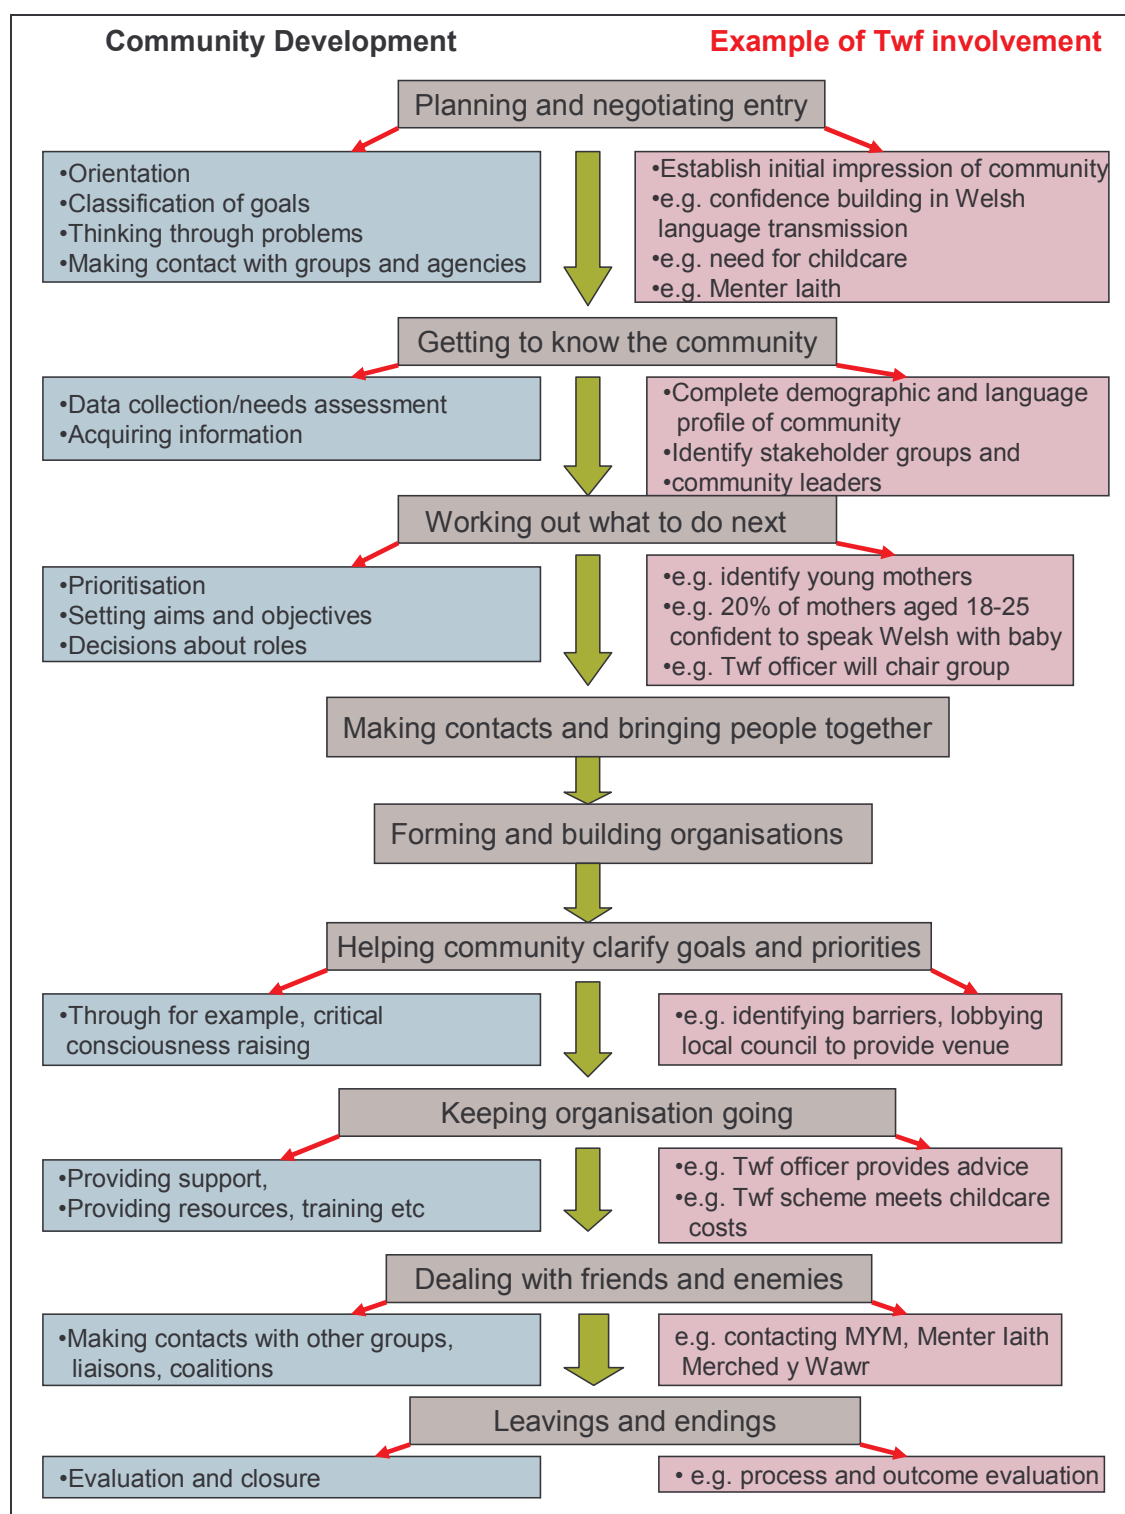 Community Development
Example of Twf involvement
Planning and negotiating entry
•Orientation
•Classification of goals
•Thinking through problems
•Making contact with groups and agencies
•Establish initial impression of community
•e.g. confidence building in Welsh
language transmission
•e.g. need for childcare
•e.g. Menter Iaith
Getting to know the community
•Data collection/needs assessment
•Acquiring information
•Complete demographic and language
profile of community
•Identify stakeholder groups and
•community leaders
Working out what to do next
•Prioritisation
•Setting aims and objectives
•Decisions about roles
•e.g. identify young mothers
•e.g. 20% of mothers aged 18-25
confident to speak Welsh with baby
•e.g. Twf officer will chair group
Making contacts and bringing people together
Forming and building organisations
Helping community clarify goals and priorities
•Through for example, critical
consciousness raising
•e.g. identifying barriers, lobbying
local council to provide venue
Keeping organisation going
•Providing support,
•Providing resources, training etc
•e.g. Twf officer provides advice
•e.g. Twf scheme meets childcare
costs
Dealing with friends and enemies
•Making contacts with other groups,
liaisons, coalitions
e.g. contacting MYM, Menter Iaith
Merched y Wawr
Leavings and endings
•Evaluation and closure
• e.g. process and outcome evaluation